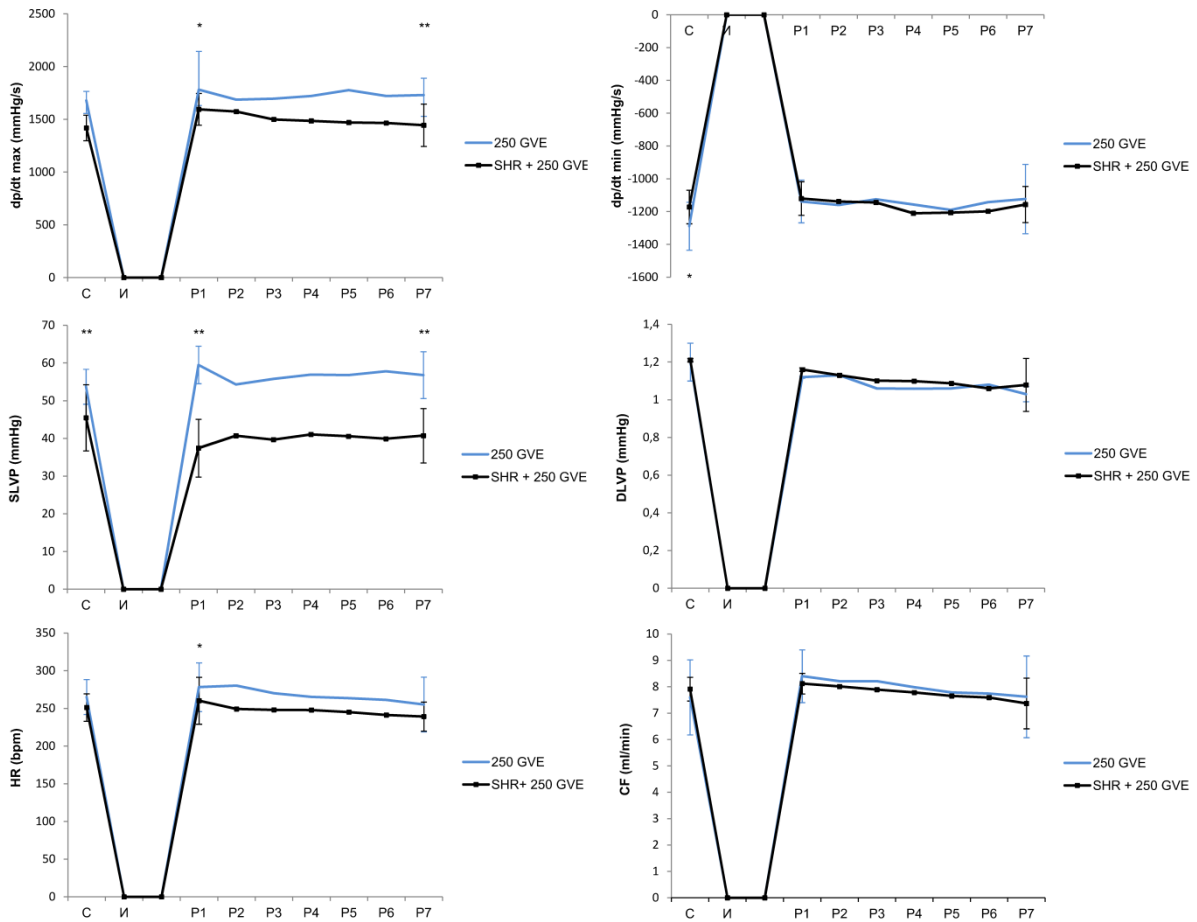 dp/dt max (mmHg/s)
2500
2000
1500
1000
500
0
* **
С И P1 P2 P3 P4 P5 P6 P7
250 GVE
SHR + 250 GVE
dp/dt min (mmHg/s)
0
-200
-400
-600
-800
-1000
-1200
-1400
-1600
С И P1 P2 P3 P4 P5 P6 P7
*
250 GVE
SHR + 250 GVE
SLVP (mmHg)
70
60
50
40
30
20
10
0
** ** **
С И P1 P2 P3 P4 P5 P6 P7
250 GVE
SHR + 250 GVE
DLVP (mmHg)
1,4
1,2
1
0,8
0,6
0,4
0,2
0
С И P1 P2 P3 P4 P5 P6 P7
250 GVE
SHR + 250 GVE
HR (bpm)
350
300
250
200
150
100
50
0
*
С И P1 P2 P3 P4 P5 P6 P7
250 GVE
SHR+ 250 GVE
CF (ml/min)
10
9
8
7
6
5
4
3
2
1
0
С И P1 P2 P3 P4 P5 P6 P7
250 GVE
SHR + 250 GVE